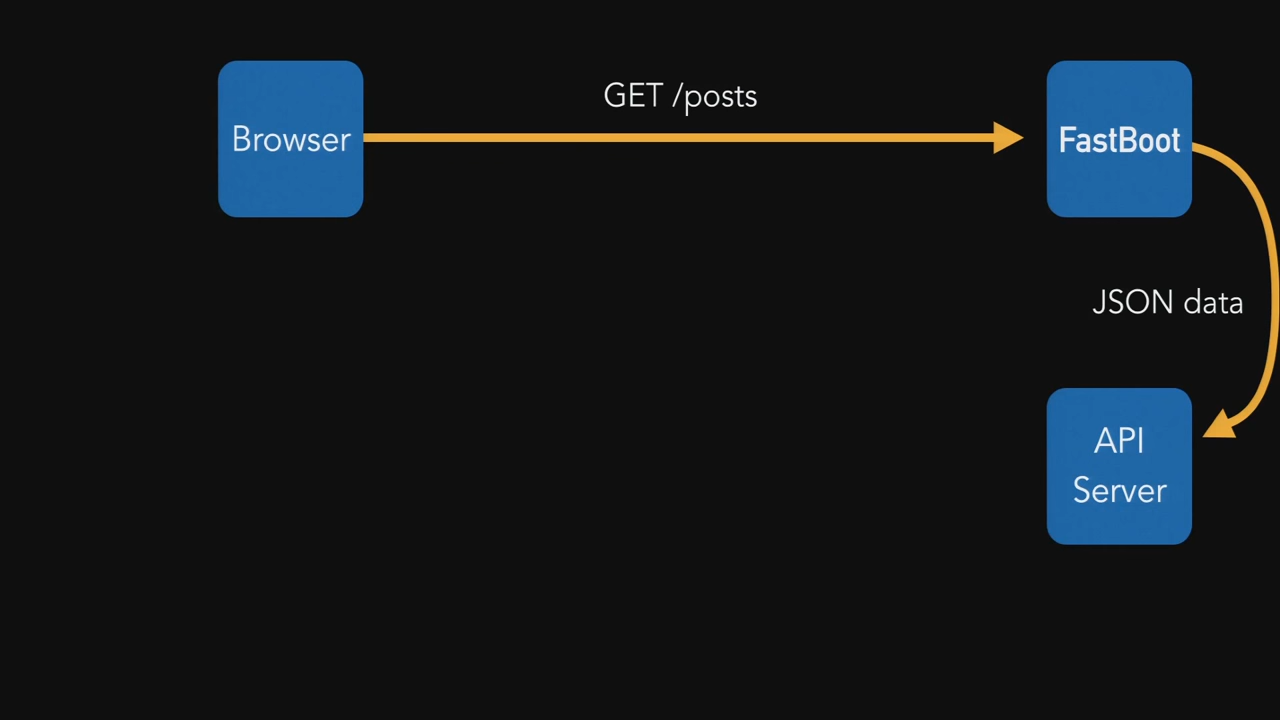 GET /posts
Browser
FastBoot
JSON data
API
Server